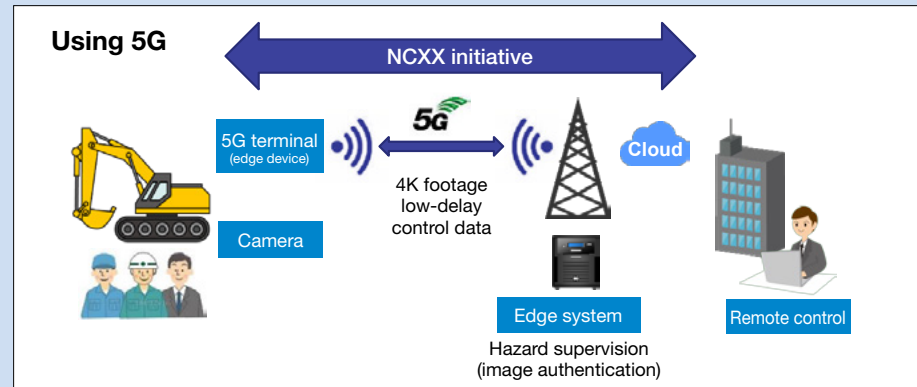 Using 5G
NCXX initiative
5G terminal
(edge device)
5G
Cloud
4K footage
low-delay
control data
Camera
Edge system
Remote control
Hazard supervision
(image authentication)